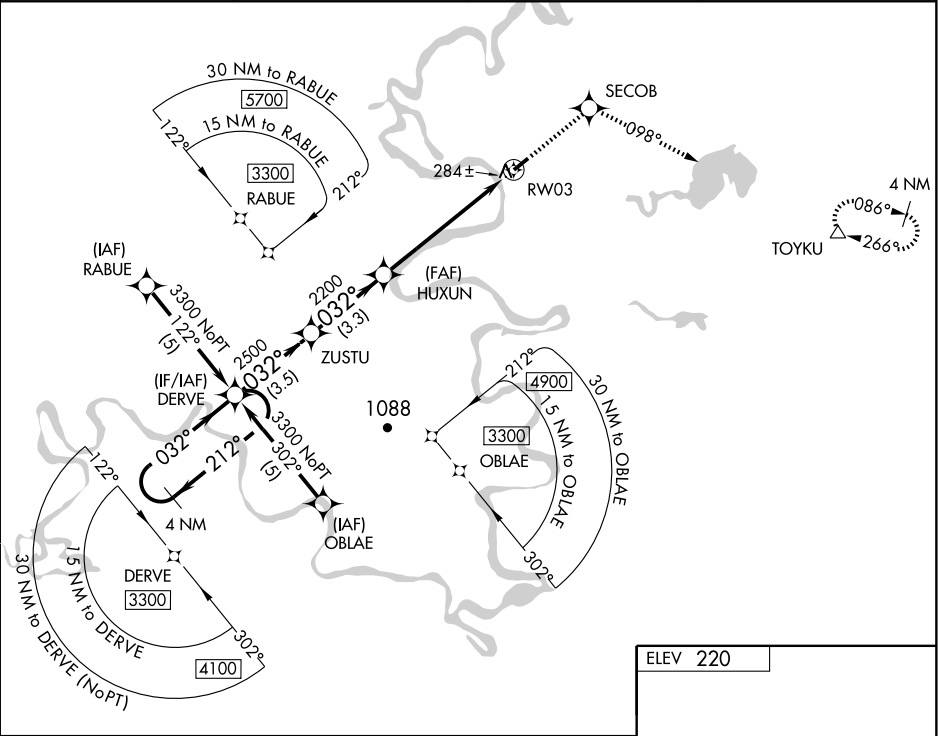 30 NM to RABUE
5700
15 NM to RABUE
122°
3300
RABUE
212°
SECOB
098°
284±
RW03
4 NM
086°
266°
TOYKU
(IAF)
RABUE
3300 NoPT
122°
(5)
(FAF)
HUXUN
2200
032°
(3.3)
ZUSTU
2500
032°
(3.5)
(IF/IAF)
DERVE
1088
3300 NoPT
302°
(5)
032°
212°
4 NM
(IAF)
OBLAE
212°
4900
30 NM to OBLAE
15 NM to OBLAE
3300
OBLAE
302°
122°
DERVE
3300
15 NM to DERVE
30 NM to DERVE (NoPT)
302°
4100
ELEV 220